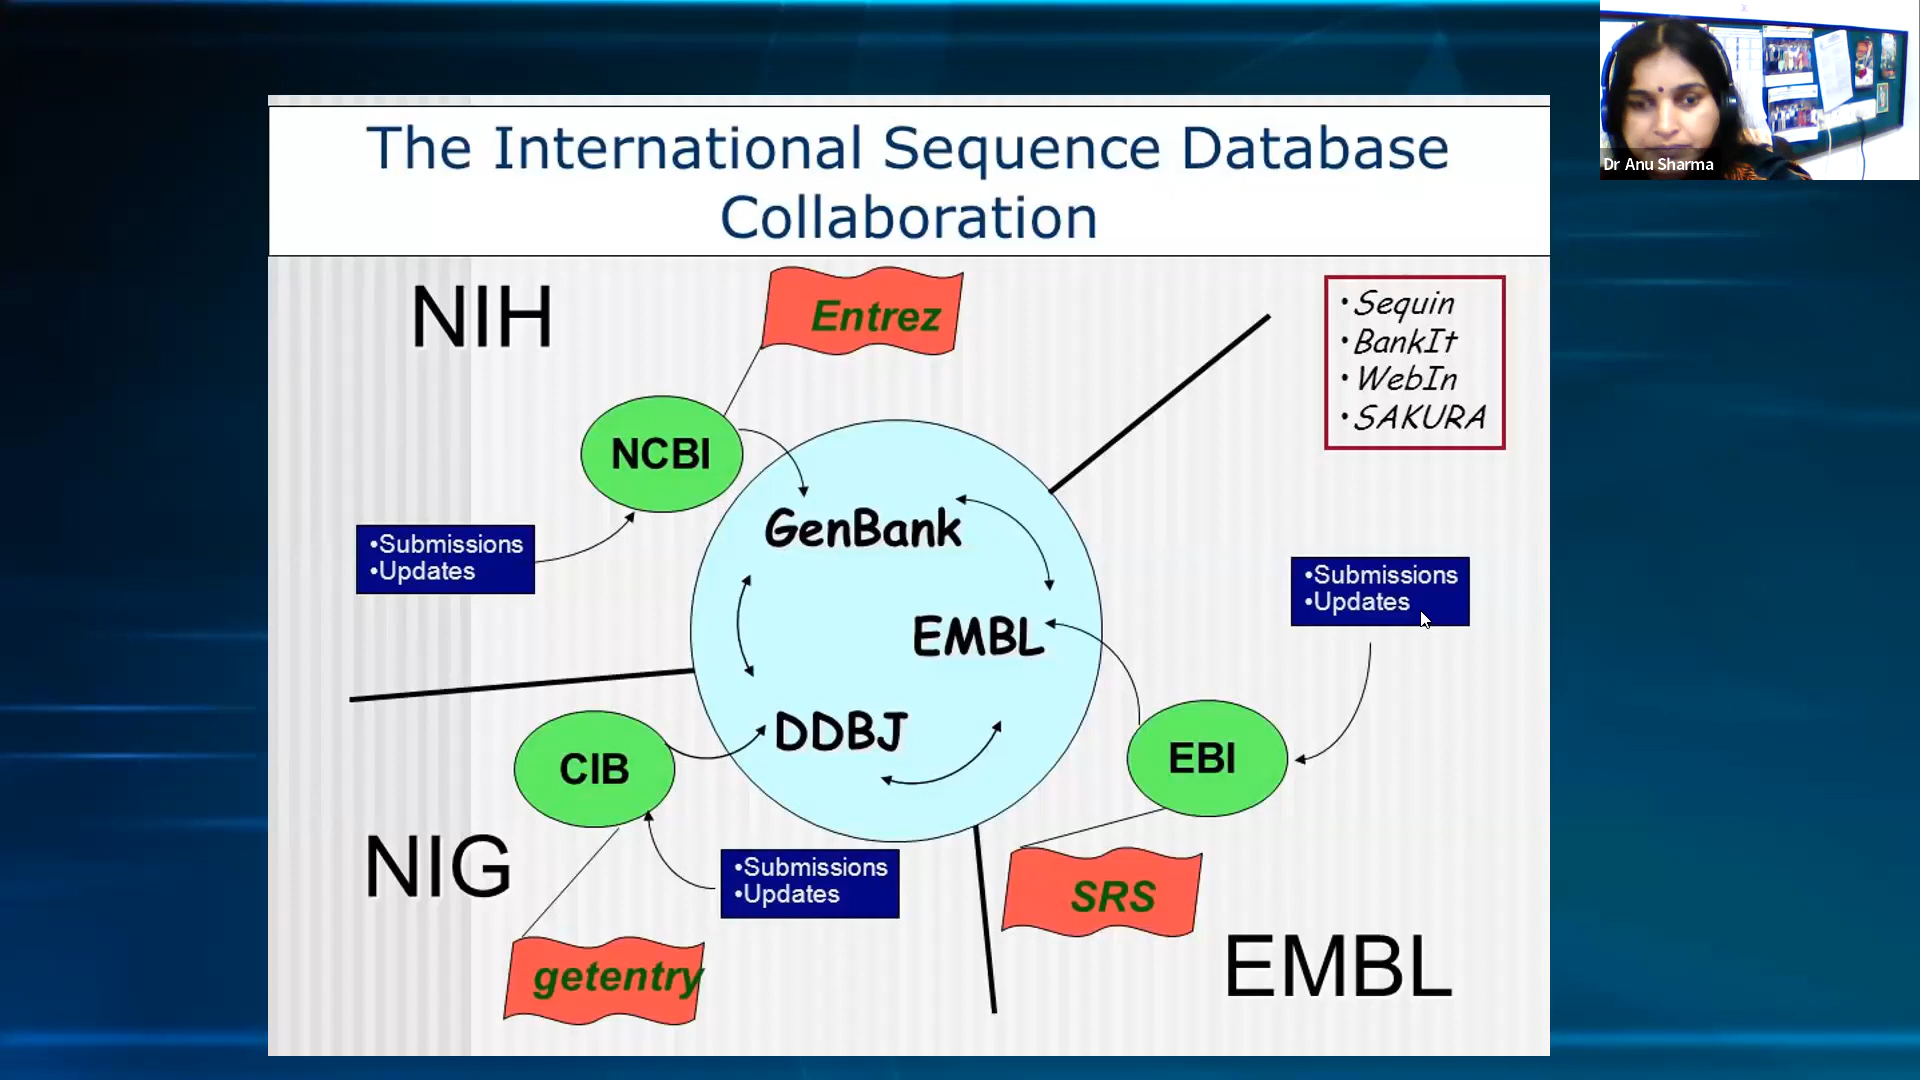 The International Sequence Database
Collaboration
NIH
Entrez
•Sequin
•BankIt
•WebIn
•SAKURA
NCBI
GenBank
•Submissions
•Updates
•Submissions
•Updates
EMBL
DDBJ
CIB
EBI
NIG
•Submissions
•Updates
SRS
getentry
EMBL
Dr Anu Sharma